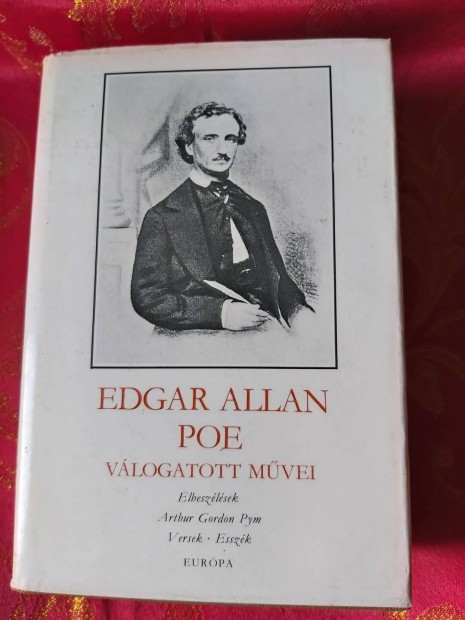 EDGAR ALLAN
POE
VÁLOGATOTT MŰVEI
Elbeszélések
Arthur Gordon Pym
Versek · Esszék
EURÓPA